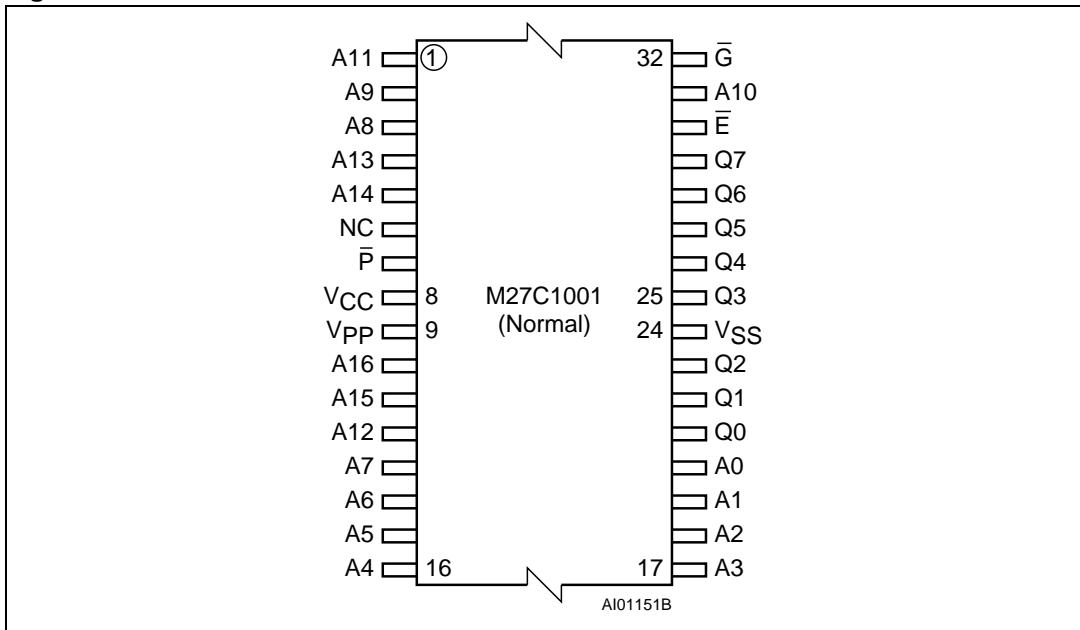 A11 1 32 G̅
A9 A10
A8 E̅
A13 Q7
A14 Q6
NC Q5
P̅ Q4
VCC 8 M27C1001 25 Q3
VPP 9 (Normal) 24 VSS
A16 Q2
A15 Q1
A12 Q0
A7 A0
A6 A1
A5 A2
A4 16 17 A3
AI01151B